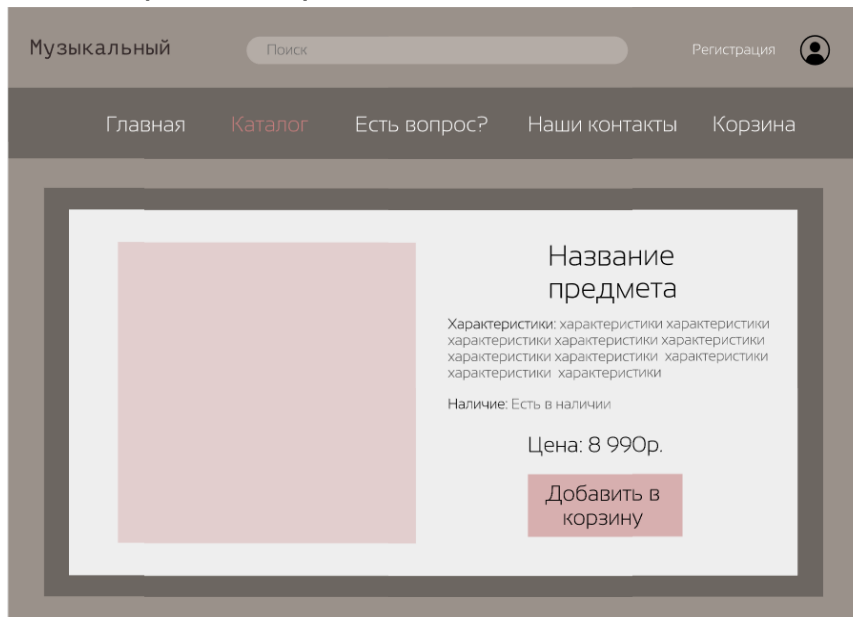 Музыкальный
Поиск
Регистрация
Главная Каталог Есть вопрос? Наши контакты Корзина
Название
предмета
Характеристики: характеристики характеристики
характеристики характеристики характеристики
характеристики характеристики характеристики
характеристики характеристики
Наличие: Есть в наличии
Цена: 8 990р.
Добавить в
корзину